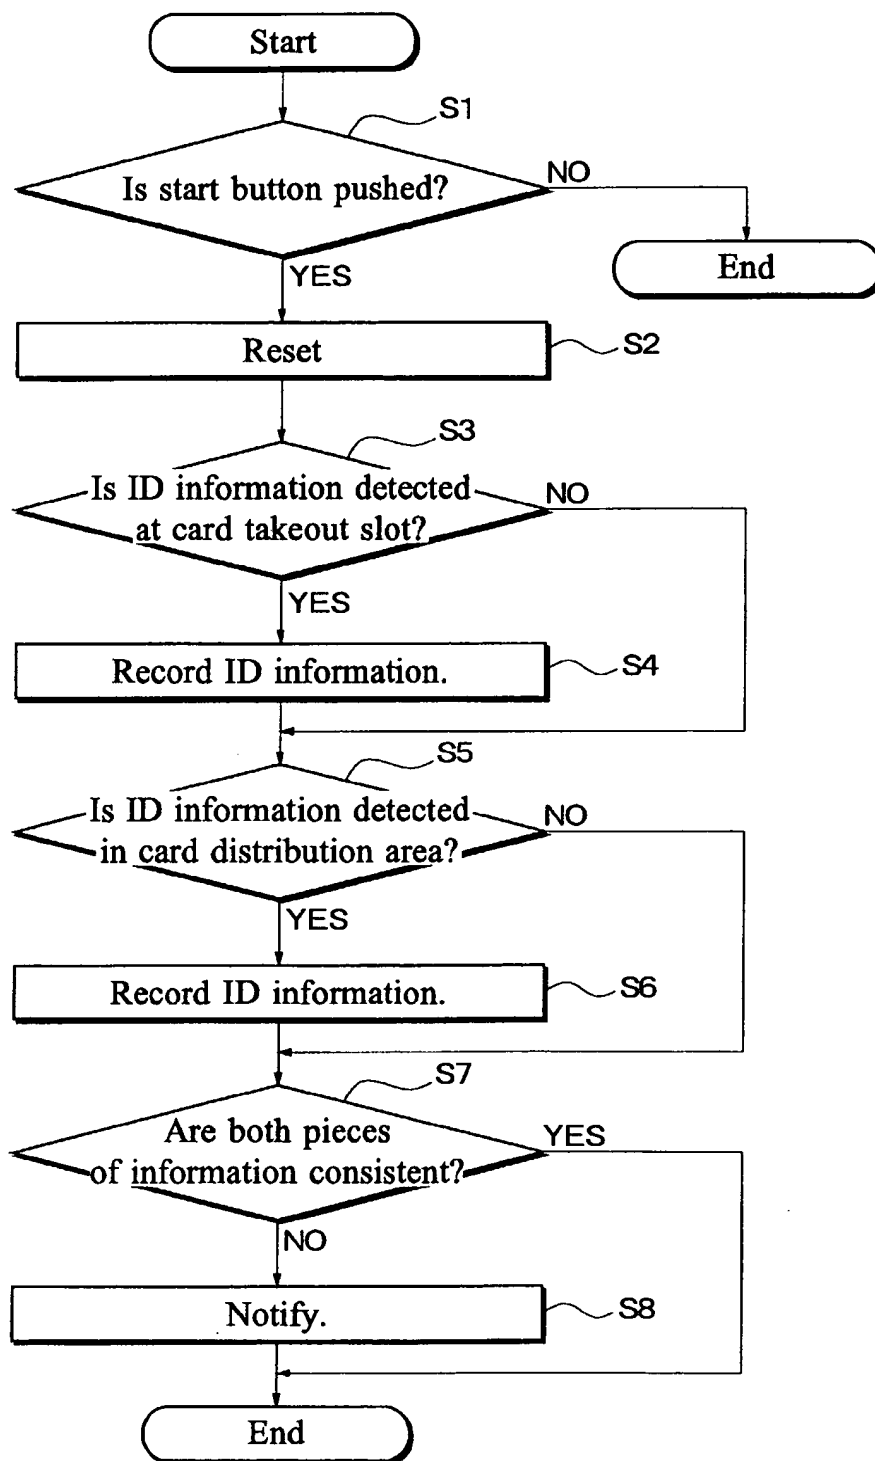 Start
S1
Is start button pushed?
NO
End
YES
Reset
S2
S3
Is ID information detected
at card takeout slot?
NO
YES
Record ID information.
S4
S5
Is ID information detected
in card distribution area?
NO
YES
Record ID information.
S6
S7
Are both pieces
of information consistent?
YES
NO
Notify.
S8
End